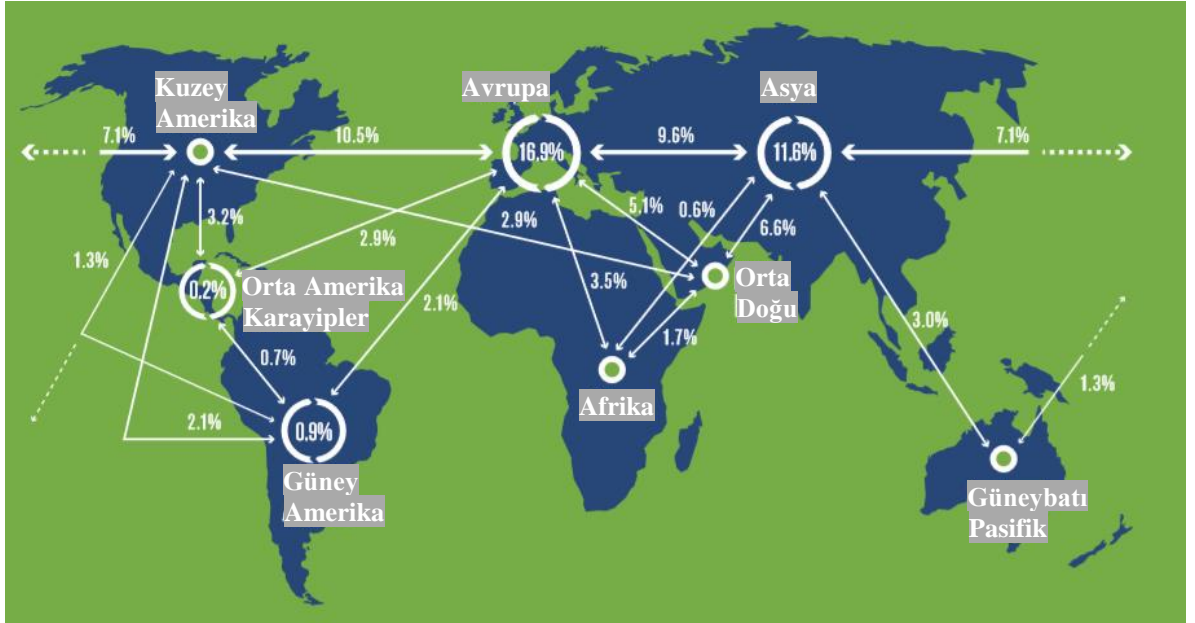 Kuzey
Amerika
Avrupa
Asya
7.1%
10.5%
16.9%
9.6%
11.6%
7.1%
3.2%
2.9%
2.9%
5.1%
0.6%
6.6%
1.3%
0.2%
Orta Amerika
Karayipler
2.1%
3.5%
Orta
Doğu
1.7%
3.0%
0.7%
Afrika
1.3%
2.1%
0.9%
Güney
Amerika
Güneybatı
Pasifik